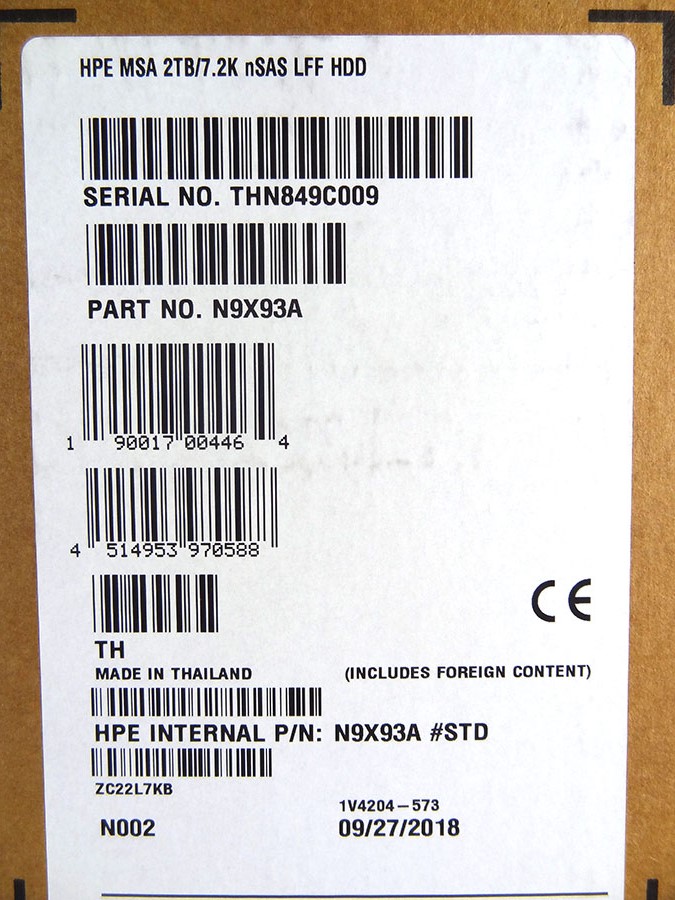 HPE MSA 2TB/7.2K nSAS LFF HDD
SERIAL NO. THN849C009
PART NO. N9X93A
1 90017 00446 4
4 514953 970588
CE
TH
MADE IN THAILAND (INCLUDES FOREIGN CONTENT)
HPE INTERNAL P/N: N9X93A #STD
ZC22L7KB
1V4204-573
N002 09/27/2018